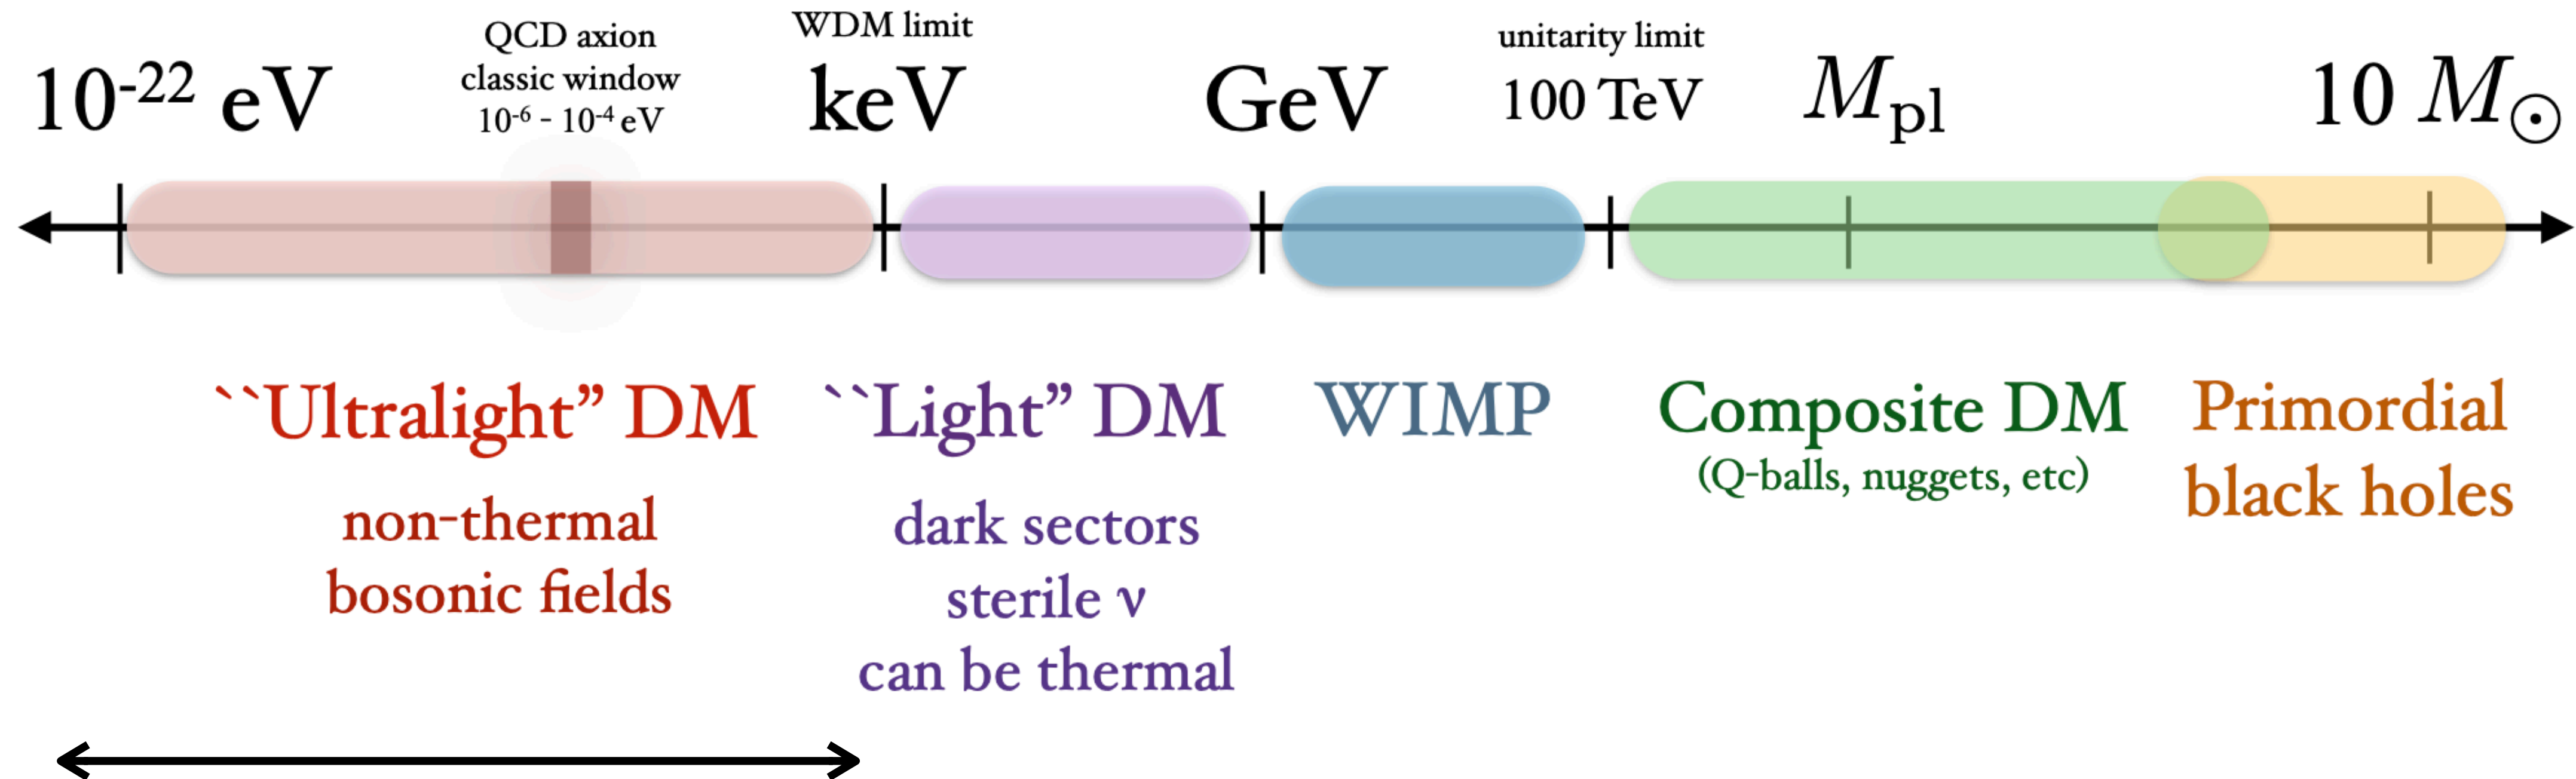 QCD axion
classic window
10⁻⁶ - 10⁻⁴ eV
WDM limit
unitarity limit
10⁻²² eV
keV
GeV
100 TeV
Mₚₗ
10 M☉
``Ultralight” DM
non-thermal
bosonic fields
``Light” DM
dark sectors
sterile ν
can be thermal
WIMP
Composite DM
(Q-balls, nuggets, etc)
Primordial
black holes